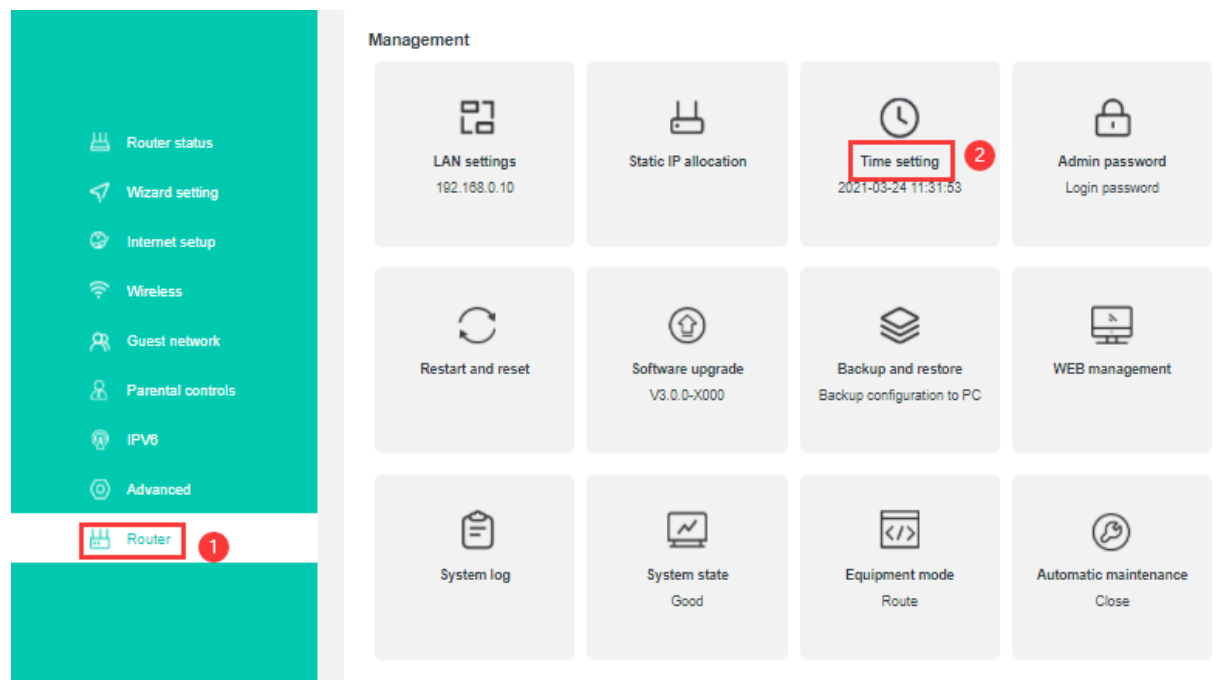 Router status
Wizard setting
Internet setup
Wireless
Guest network
Parental controls
IPV6
Advanced
Router
1
Management
LAN settings
192.168.0.10
Static IP allocation
Time setting
2
2021-03-24 11:31:53
Admin password
Login password
Restart and reset
Software upgrade
V3.0.0-X000
Backup and restore
Backup configuration to PC
WEB management
System log
System state
Good
Equipment mode
Route
Automatic maintenance
Close